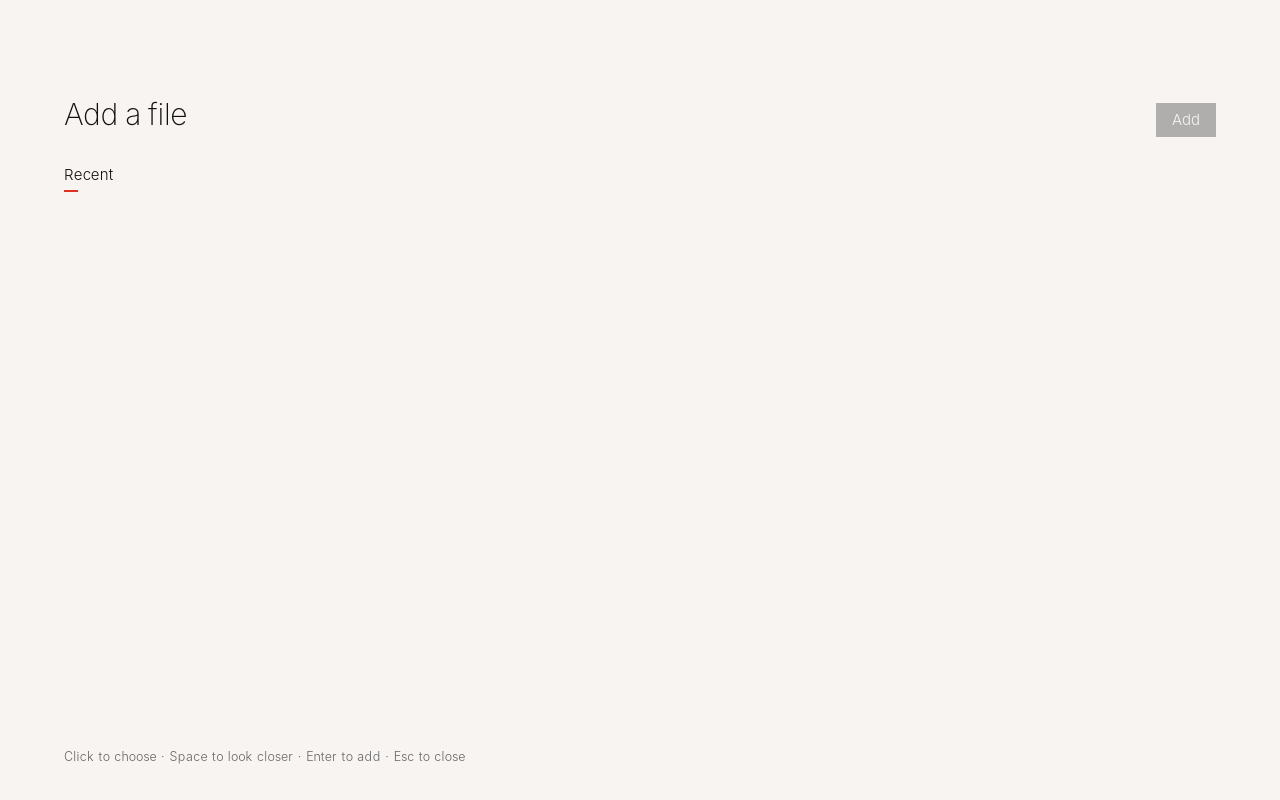 Add a file
Add
Recent
Click to choose · Space to look closer · Enter to add · Esc to close